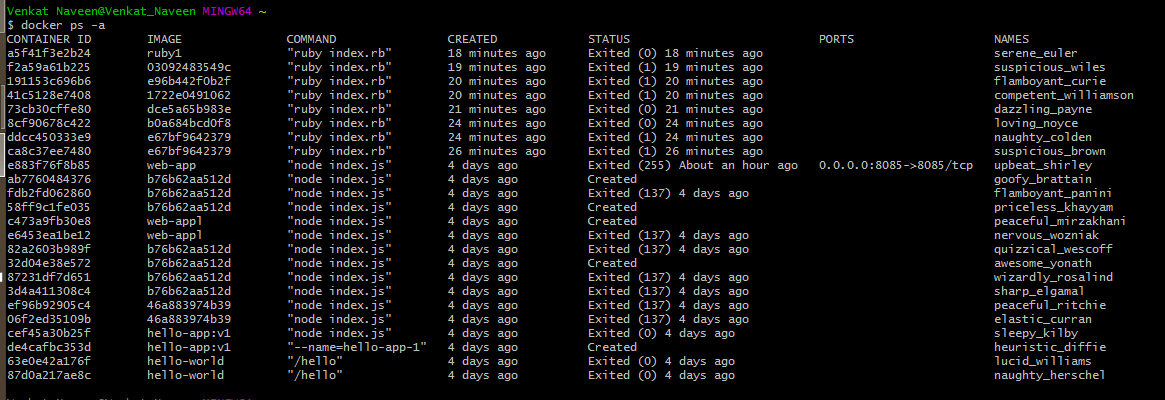 Venkat Naveen@Venkat_Naveen MINGW64 ~
$ docker ps -a
CONTAINER ID IMAGE COMMAND CREATED STATUS PORTS NAMES
a5f41f3e2b24 ruby1 "ruby index.rb" 18 minutes ago Exited (0) 18 minutes ago serene_euler
f2a59a61b225 03092483549c "ruby index.rb" 19 minutes ago Exited (1) 19 minutes ago suspicious_wiles
191153c696b6 e96b442f0b2f "ruby index.rb" 20 minutes ago Exited (1) 20 minutes ago flamboyant_curie
41c5128e7408 1722e0491062 "ruby index.rb" 20 minutes ago Exited (1) 20 minutes ago competent_williamson
73cb30cffe80 dce5a65b983e "ruby index.rb" 21 minutes ago Exited (0) 21 minutes ago dazzling_payne
8cf90678c422 b0a684bcd0f8 "ruby index.rb" 24 minutes ago Exited (0) 24 minutes ago loving_noyce
ddcc450333e9 e67bf9642379 "ruby index.rb" 24 minutes ago Exited (1) 24 minutes ago naughty_colden
ca8c37ee7480 e67bf9642379 "ruby index.rb" 26 minutes ago Exited (1) 26 minutes ago suspicious_brown
e883f76f8b85 web-app "node index.js" 4 days ago Exited (255) About an hour ago 0.0.0.0:8085->8085/tcp upbeat_shirley
ab7760484376 b76b62aa512d "node index.js" 4 days ago Created goofy_brattain
fdb2fd062860 b76b62aa512d "node index.js" 4 days ago Exited (137) 4 days ago flamboyant_panini
58ff9c1fe035 b76b62aa512d "node index.js" 4 days ago Created priceless_khayyam
c473a9fb30e8 web-appl "node index.js" 4 days ago Created peaceful_mirzakhani
e6453ea1be12 web-appl "node index.js" 4 days ago Exited (137) 4 days ago nervous_wozniak
82a2603b989f b76b62aa512d "node index.js" 4 days ago Exited (137) 4 days ago quizzical_wescoff
32d04e38e572 b76b62aa512d "node index.js" 4 days ago Created awesome_yonath
87231df7d651 b76b62aa512d "node index.js" 4 days ago Exited (137) 4 days ago wizardly_rosalind
3d4a411308c4 b76b62aa512d "node index.js" 4 days ago Exited (137) 4 days ago sharp_elgamal
ef96b92905c4 46a883974b39 "node index.js" 4 days ago Exited (137) 4 days ago peaceful_ritchie
06f2ed35109b 46a883974b39 "node index.js" 4 days ago Exited (137) 4 days ago elastic_curran
cef45a30b25f hello-app:v1 "node index.js" 4 days ago Exited (0) 4 days ago sleepy_kilby
de4cafbc353d hello-app:v1 "--name=hello-app-1" 4 days ago Created heuristic_diffie
63e0e42a176f hello-world "/hello" 4 days ago Exited (0) 4 days ago lucid_williams
87d0a217ae8c hello-world "/hello" 4 days ago Exited (0) 4 days ago naughty_herschel